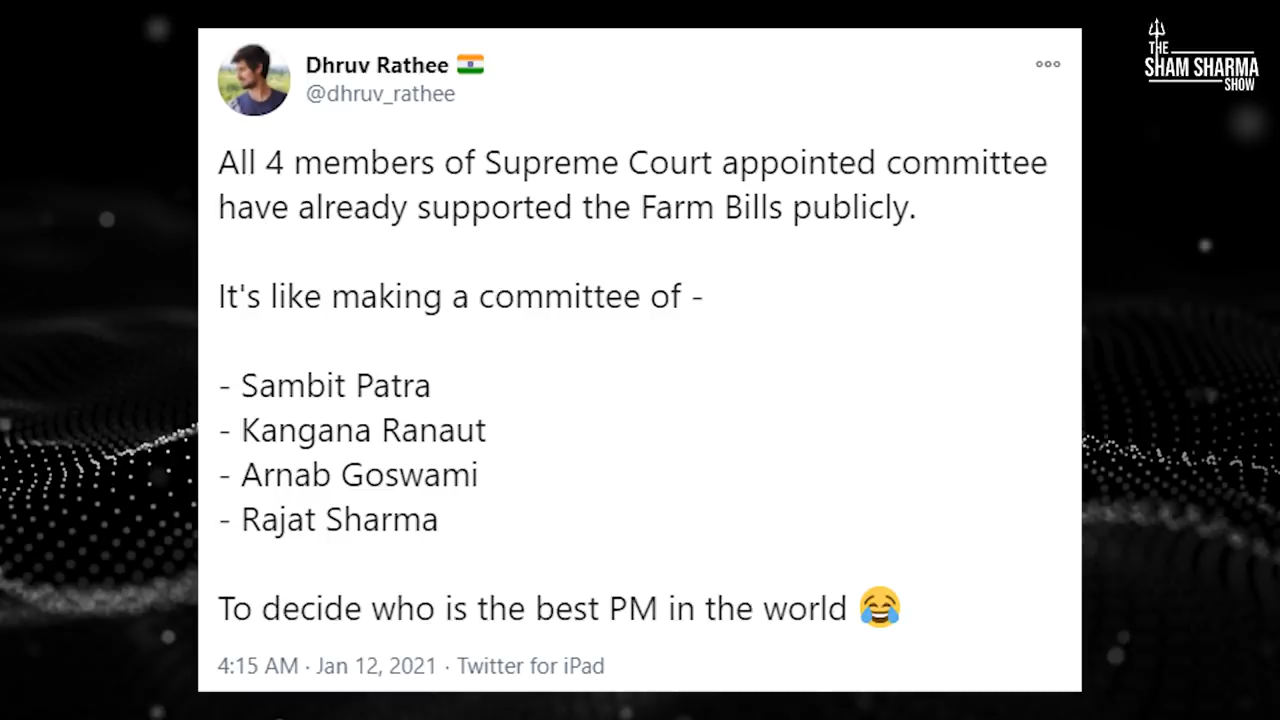 THE
SHAM SHARMA
SHOW
Dhruv Rathee 🇮🇳
@dhruv_rathee
All 4 members of Supreme Court appointed committee
have already supported the Farm Bills publicly.
It's like making a committee of -
- Sambit Patra
- Kangana Ranaut
- Arnab Goswami
- Rajat Sharma
To decide who is the best PM in the world 😂
4:15 AM · Jan 12, 2021 · Twitter for iPad